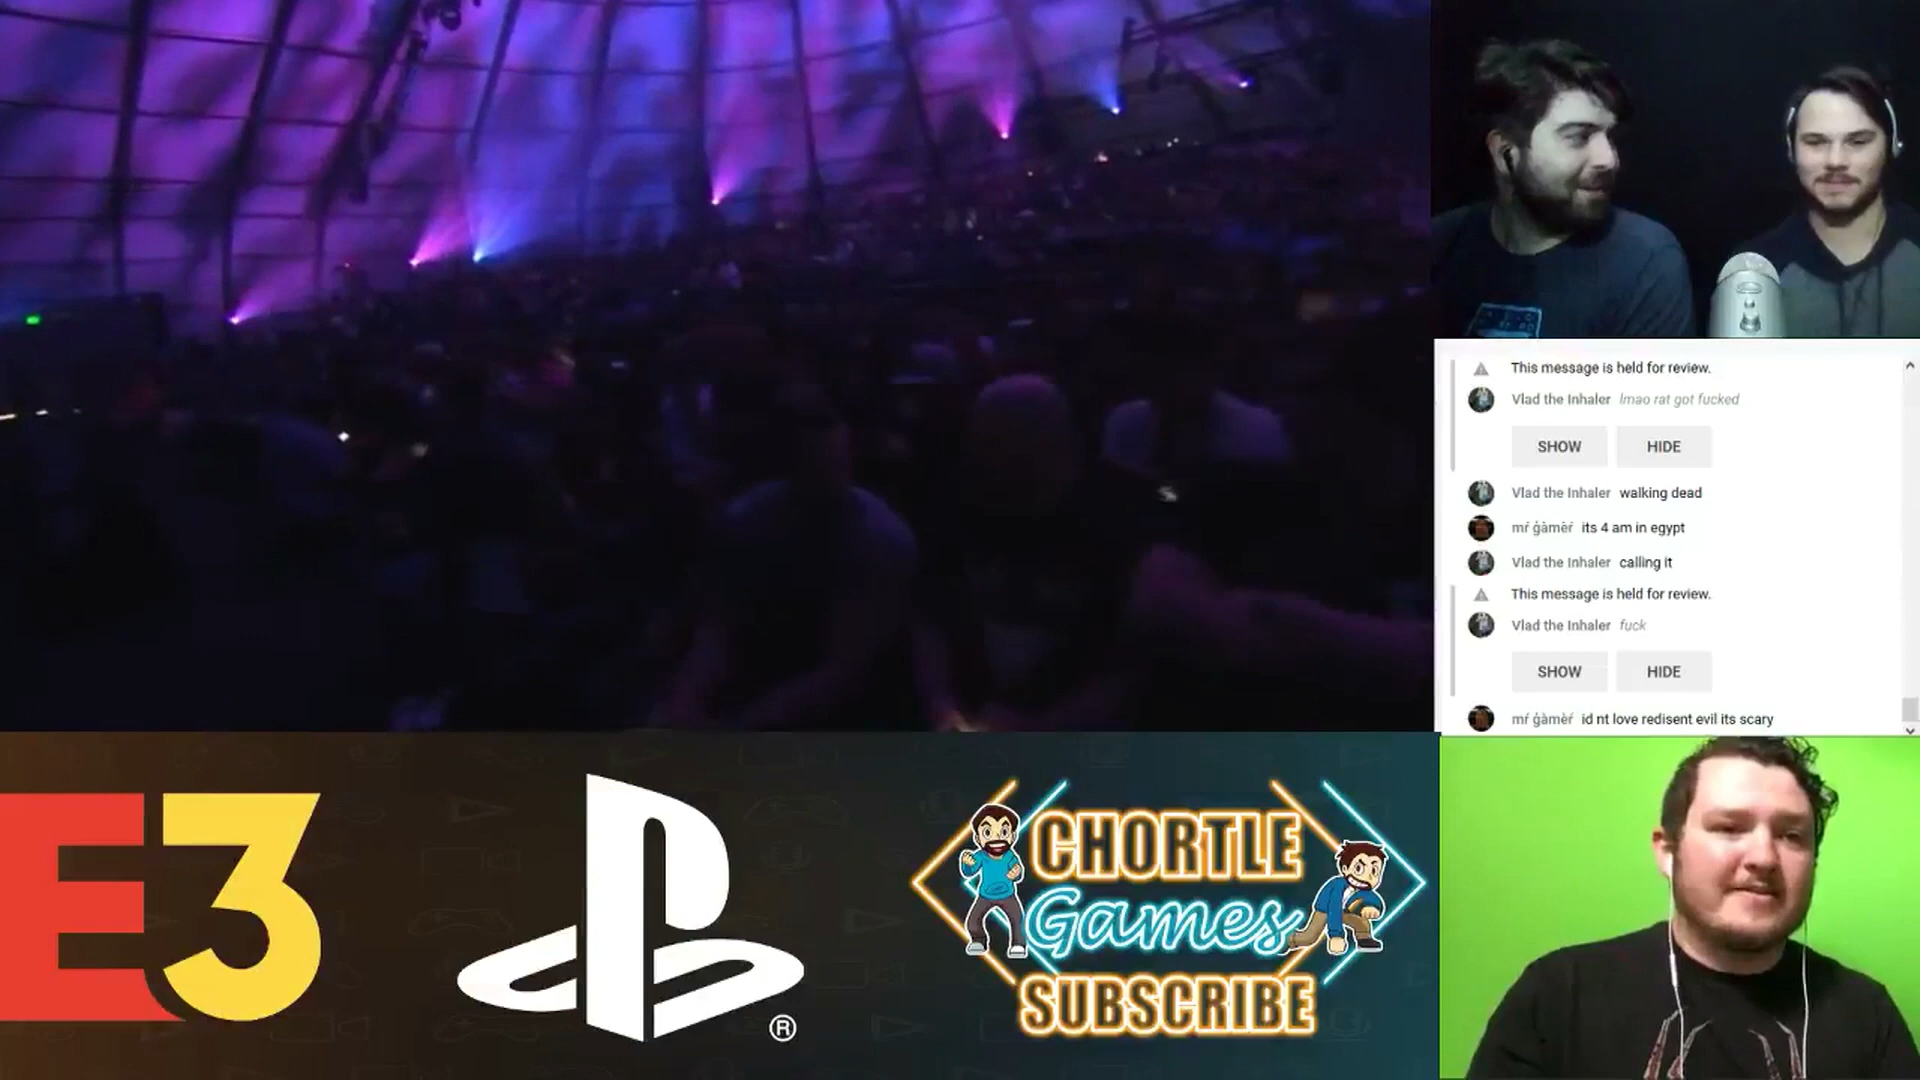 This message is held for review.
Vlad the Inhaler lmao rat got fucked
SHOW HIDE
Vlad the Inhaler walking dead
mŕ ġàmèŕ its 4 am in egypt
Vlad the Inhaler calling it
This message is held for review.
Vlad the Inhaler fuck
SHOW HIDE
mŕ ġàmèŕ id nt love redisent evil its scary
E3
®
CHORTLE
Games
SUBSCRIBE